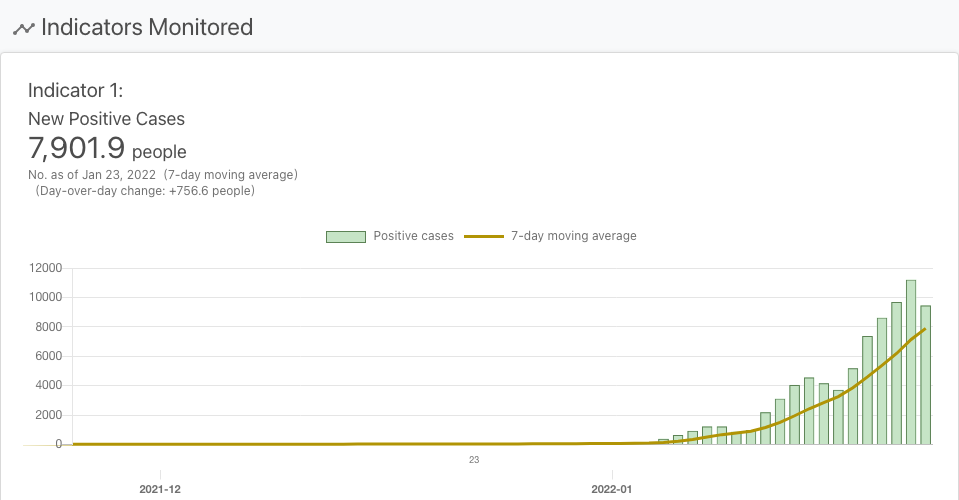 Indicators Monitored
Indicator 1:
New Positive Cases
7,901.9 people
No. as of Jan 23, 2022 (7-day moving average)
(Day-over-day change: +756.6 people)
Positive cases 7-day moving average
12000
10000
8000
6000
4000
2000
0
23
2021-12 2022-01